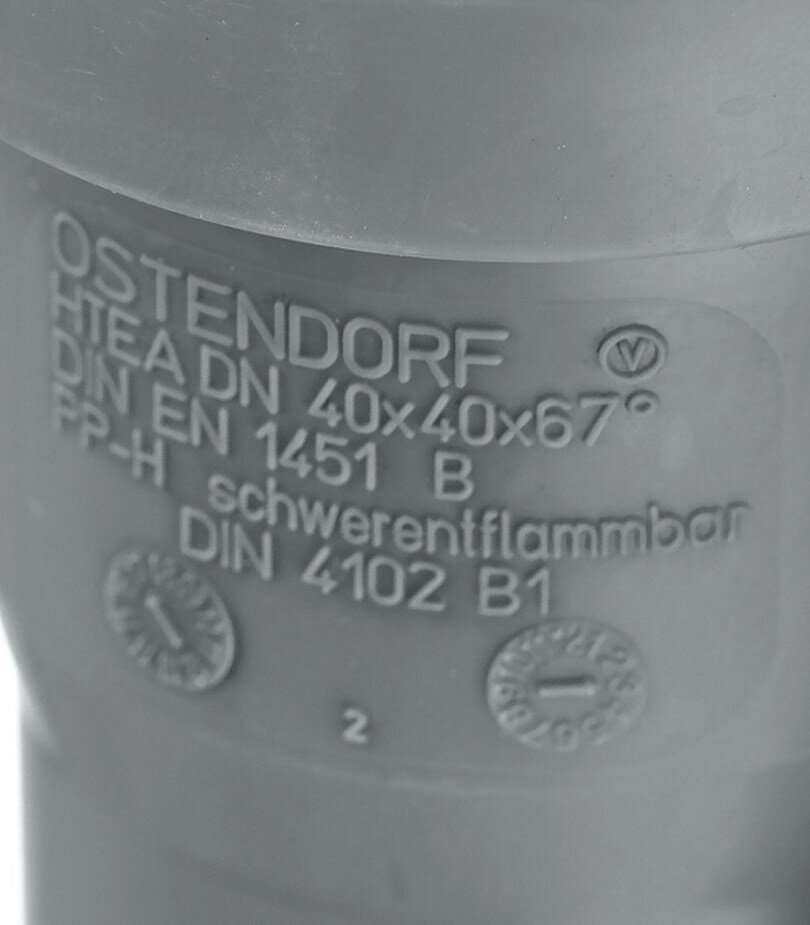 OSTENDORF
V
HTEA DN 40x40x67°
DIN EN 1451 B
PP-H schwerentflammbar
DIN 4102 B1
2